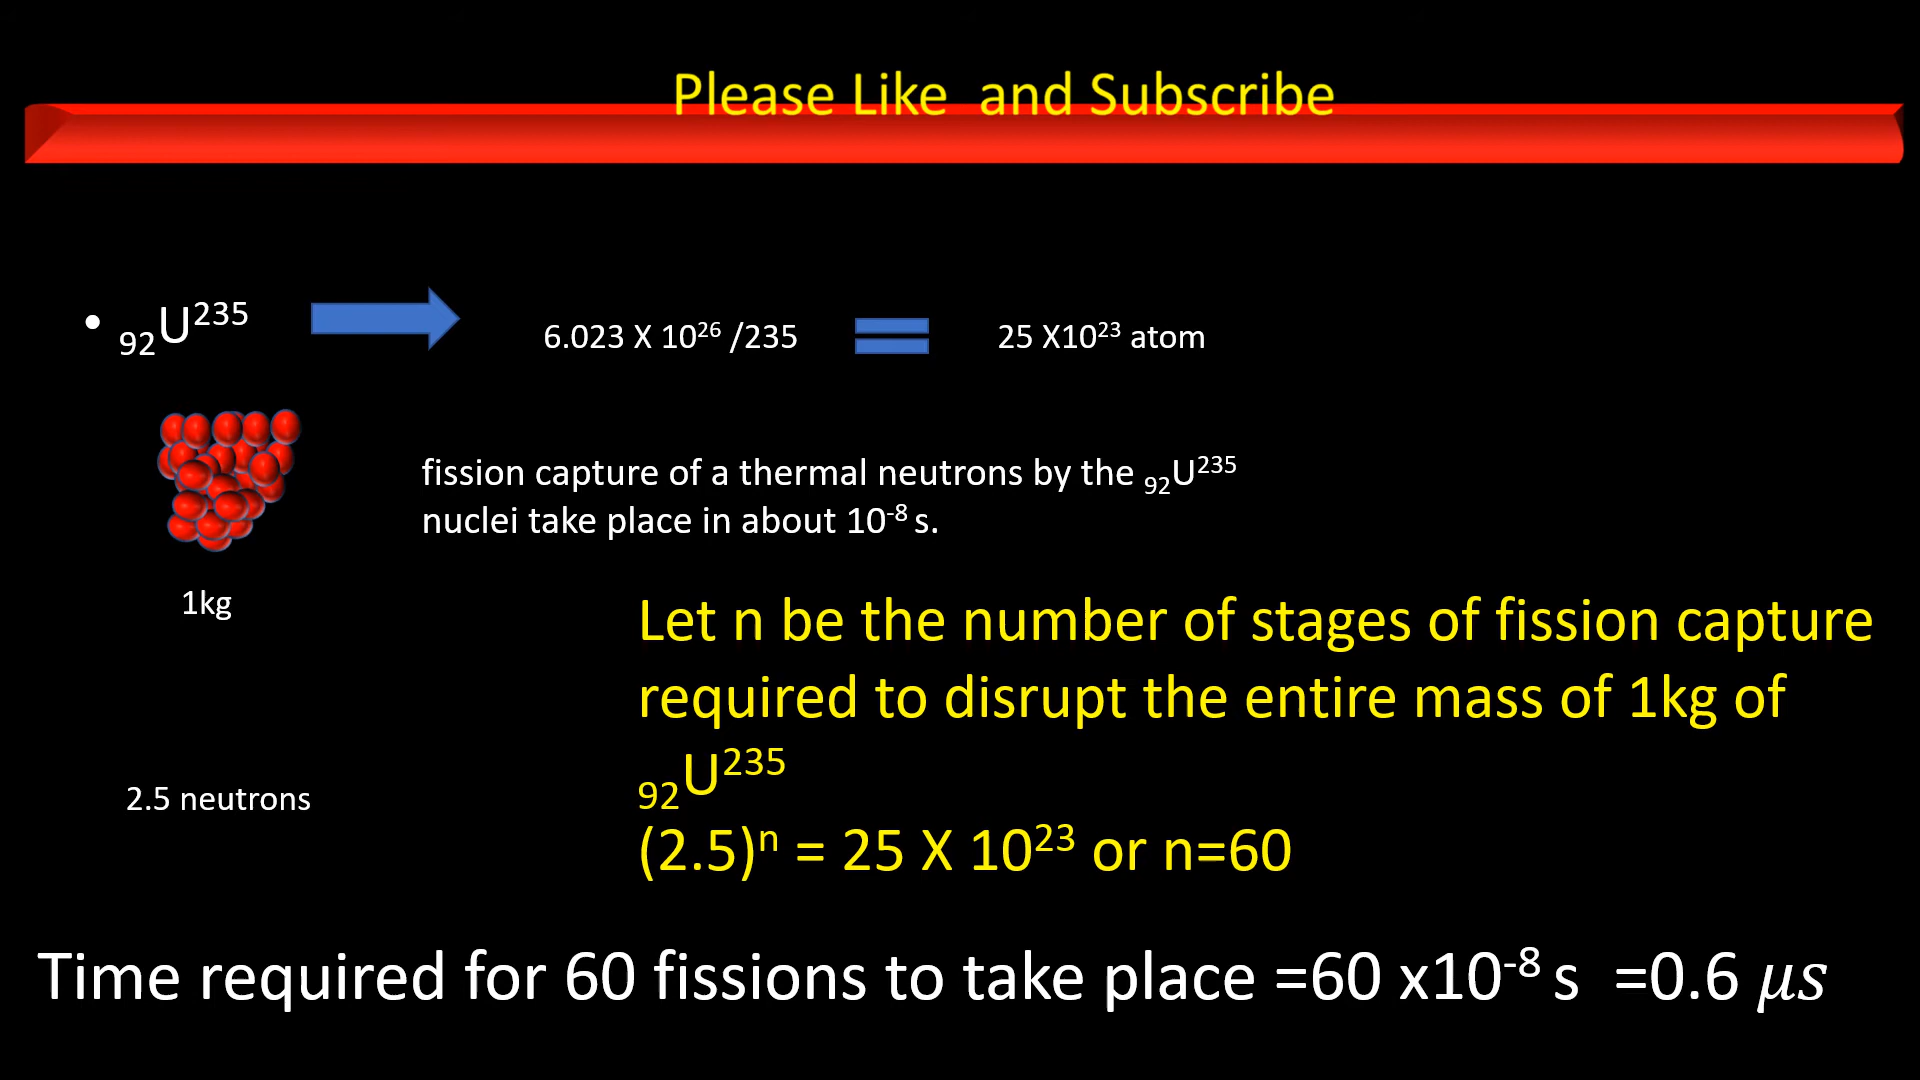 Please Like and Subscribe
• ₉₂U²³⁵
6.023 X 10²⁶ /235
25 X10²³ atom
fission capture of a thermal neutrons by the ₉₂U²³⁵
nuclei take place in about 10⁻⁸ s.
1kg
Let n be the number of stages of fission capture
required to disrupt the entire mass of 1kg of
₉₂U²³⁵
2.5 neutrons
(2.5)ⁿ = 25 X 10²³ or n=60
Time required for 60 fissions to take place =60 x10⁻⁸ s =0.6 𝜇𝑠